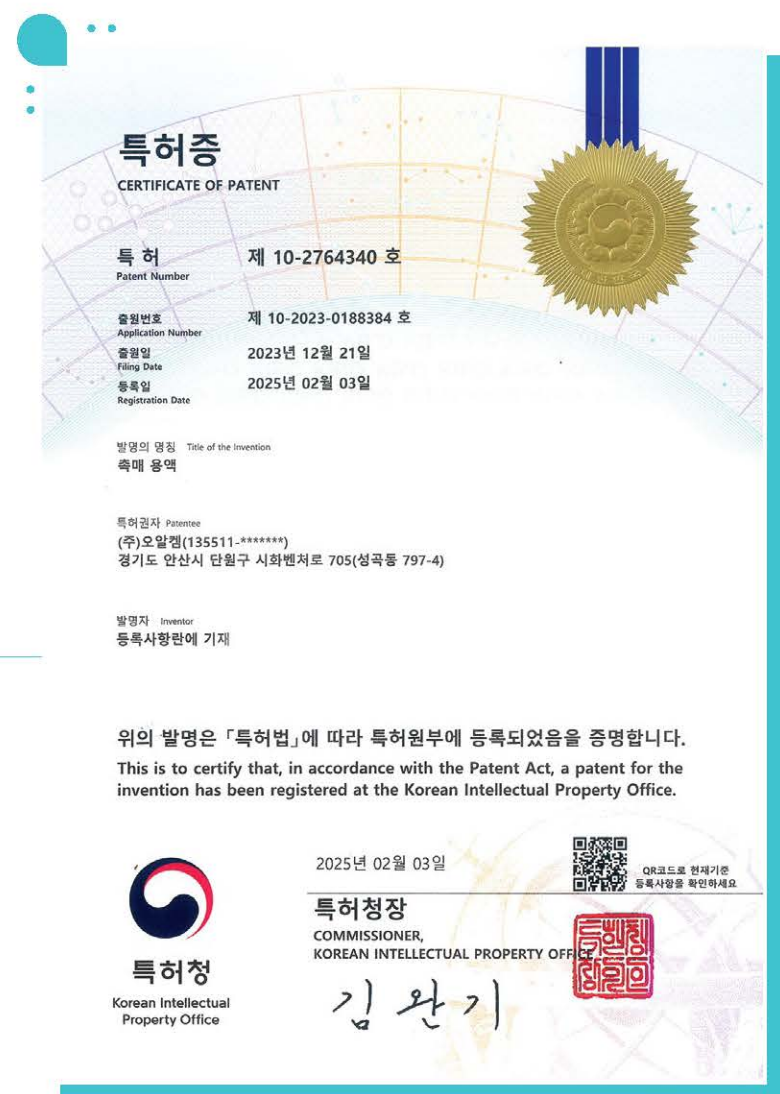 특허증
CERTIFICATE OF PATENT
특 허 제 10-2764340 호
Patent Number
출원번호 제 10-2023-0188384 호
Application Number
출원일 2023년 12월 21일
Filing Date
등록일 2025년 02월 03일
Registration Date
발명의 명칭 Title of the Invention
촉매 용액
특허권자 Patentee
(주)오알켐(135511-*******)
경기도 안산시 단원구 시화벤처로 705(성곡동 797-4)
발명자 Inventor
등록사항란에 기재
위의 발명은 「특허법」에 따라 특허원부에 등록되었음을 증명합니다.
This is to certify that, in accordance with the Patent Act, a patent for the
invention has been registered at the Korean Intellectual Property Office.
2025년 02월 03일
QR코드로 현재기준
등록사항을 확인하세요
특허청장
COMMISSIONER,
KOREAN INTELLECTUAL PROPERTY OFFICE
김 완 기
특허청
Korean Intellectual
Property Office